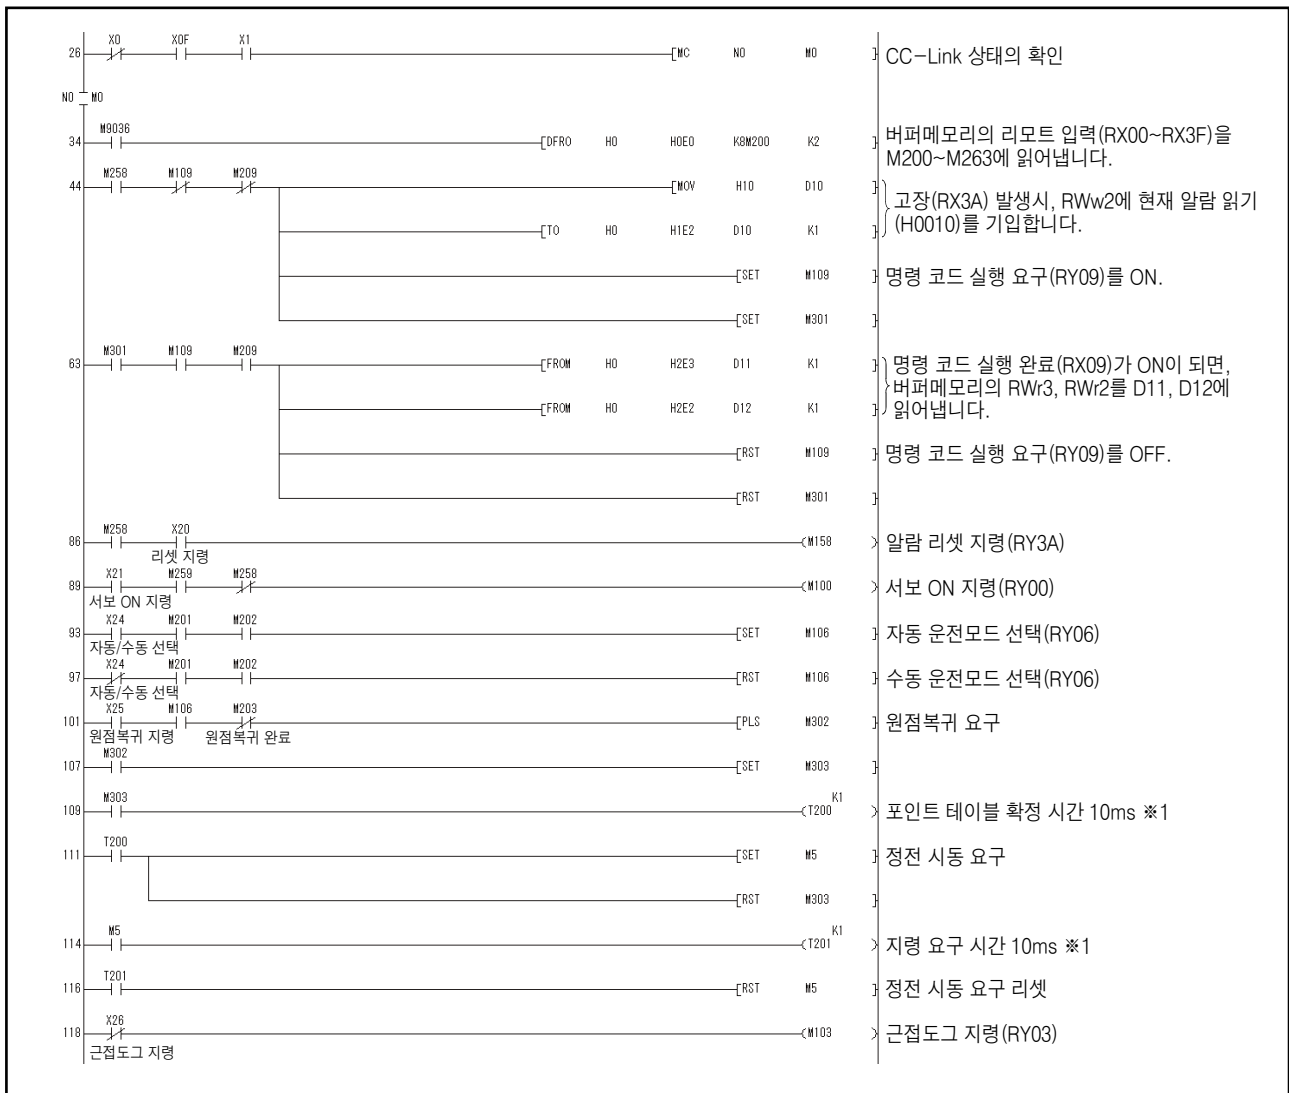 X0 X0F X1
26 [MC N0 M0 ] CC-Link 상태의 확인
N0 M0
M9036
34 [DFRO H0 H0E0 K8M200 K2 ] 버퍼메모리의 리모트 입력(RX00~RX3F)을
M200~M263에 읽어냅니다.
M258 M109 M209
44 [MOV H10 D10 ] 고장(RX3A) 발생시, RWw2에 현재 알람 읽기
[TO H0 H1E2 D10 K1 ] (H0010)를 기입합니다.
[SET M109 ] 명령 코드 실행 요구(RY09)를 ON.
[SET M301 ]
M301 M109 M209
63 [FROM H0 H2E3 D11 K1 ] 명령 코드 실행 완료(RX09)가 ON이 되면,
버퍼메모리의 RWr3, RWr2를 D11, D12에
[FROM H0 H2E2 D12 K1 ] 읽어냅니다.
[RST M109 ] 명령 코드 실행 요구(RY09)를 OFF.
[RST M301 ]
M258 X20
86 (M158 ) 알람 리셋 지령(RY3A)
리셋 지령
X21 M259 M258
89 (M100 ) 서보 ON 지령(RY00)
서보 ON 지령
X24 M201 M202
93 [SET M106 ] 자동 운전모드 선택(RY06)
자동/수동 선택
X24 M201 M202
97 [RST M106 ] 수동 운전모드 선택(RY06)
자동/수동 선택
X25 M106 M203
101 [PLS M302 ] 원점복귀 요구
원점복귀 지령 원점복귀 완료
M302
107 [SET M303 ]
M303 K1
109 (T200 ) 포인트 테이블 확정 시간 10ms ※1
T200
111 [SET M5 ] 정전 시동 요구
[RST M303 ]
M5 K1
114 (T201 ) 지령 요구 시간 10ms ※1
T201
116 [RST M5 ] 정전 시동 요구 리셋
X26
118 (M103 ) 근접도그 지령(RY03)
근접도그 지령